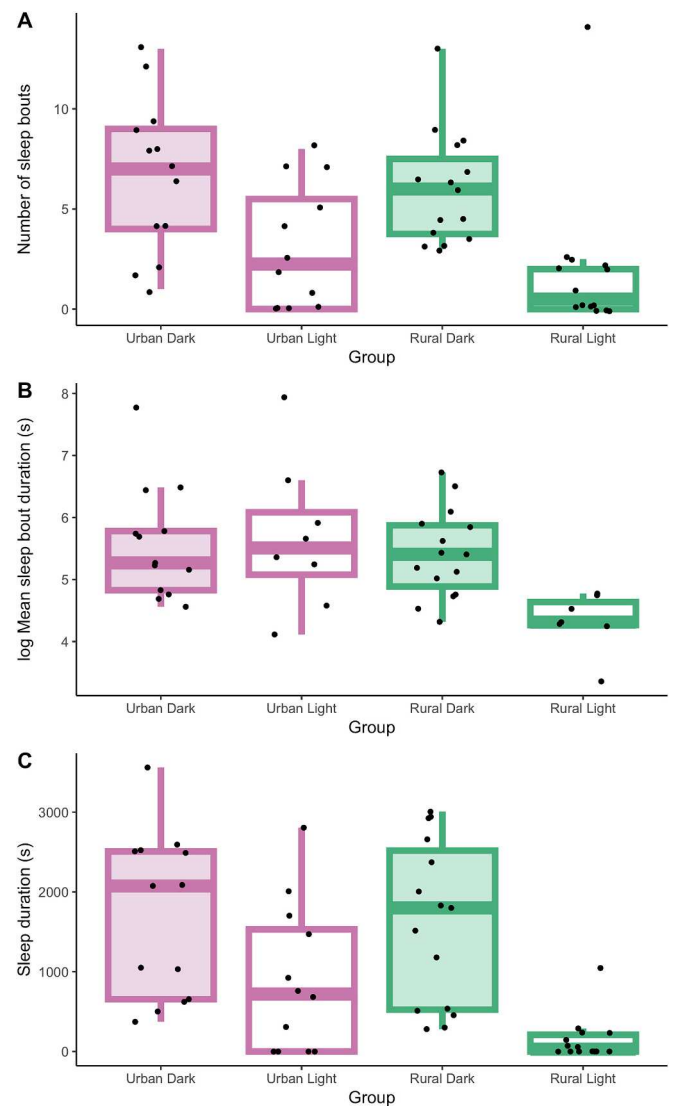 A
Number of sleep bouts
10
5
0
Urban Dark Urban Light Rural Dark Rural Light
Group
B
log Mean sleep bout duration (s)
8
7
6
5
4
Urban Dark Urban Light Rural Dark Rural Light
Group
C
Sleep duration (s)
3000
2000
1000
0
Urban Dark Urban Light Rural Dark Rural Light
Group